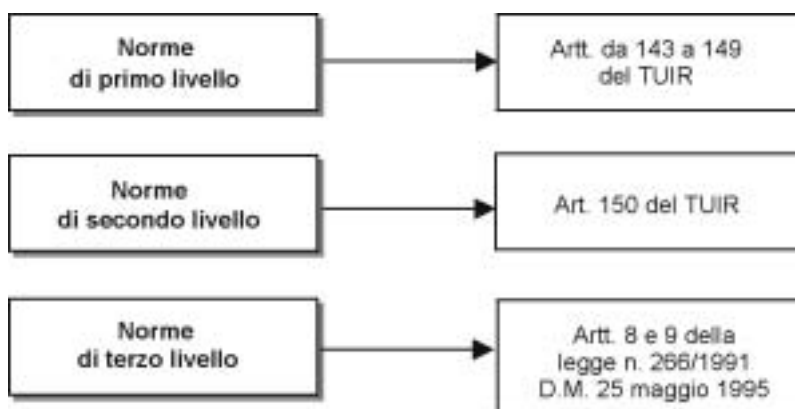 Norme
di primo livello
Artt. da 143 a 149
del TUIR
Norme
di secondo livello
Art. 150 del TUIR
Norme
di terzo livello
Artt. 8 e 9 della
legge n. 266/1991
D.M. 25 maggio 1995